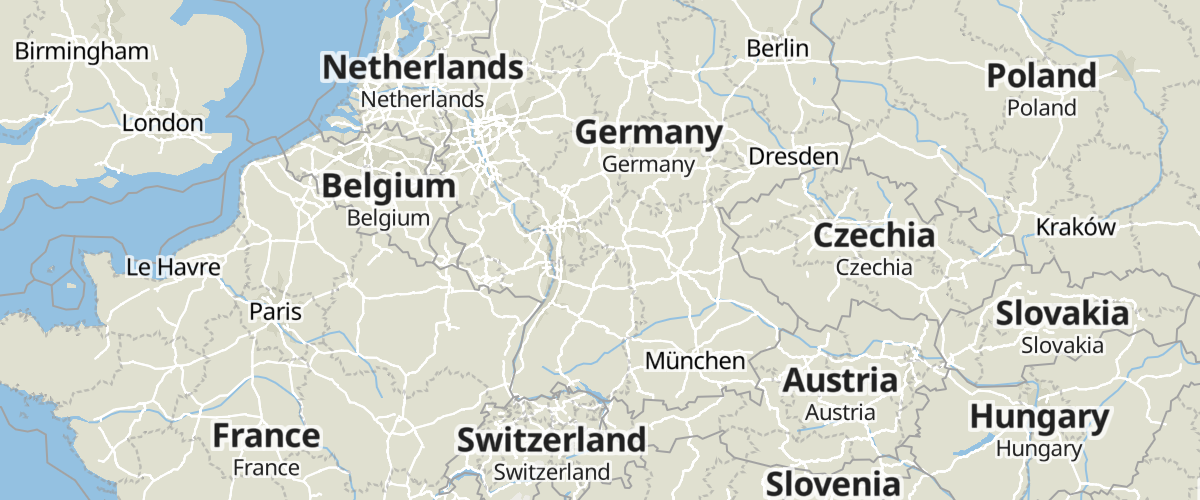 Birmingham
Berlin
Netherlands
Netherlands
Poland
Poland
London
Germany
Germany
Dresden
Belgium
Belgium
Kraków
Czechia
Czechia
Le Havre
Paris
Slovakia
Slovakia
München
Austria
Austria
Hungary
Hungary
France
France
Switzerland
Switzerland
Slovenia